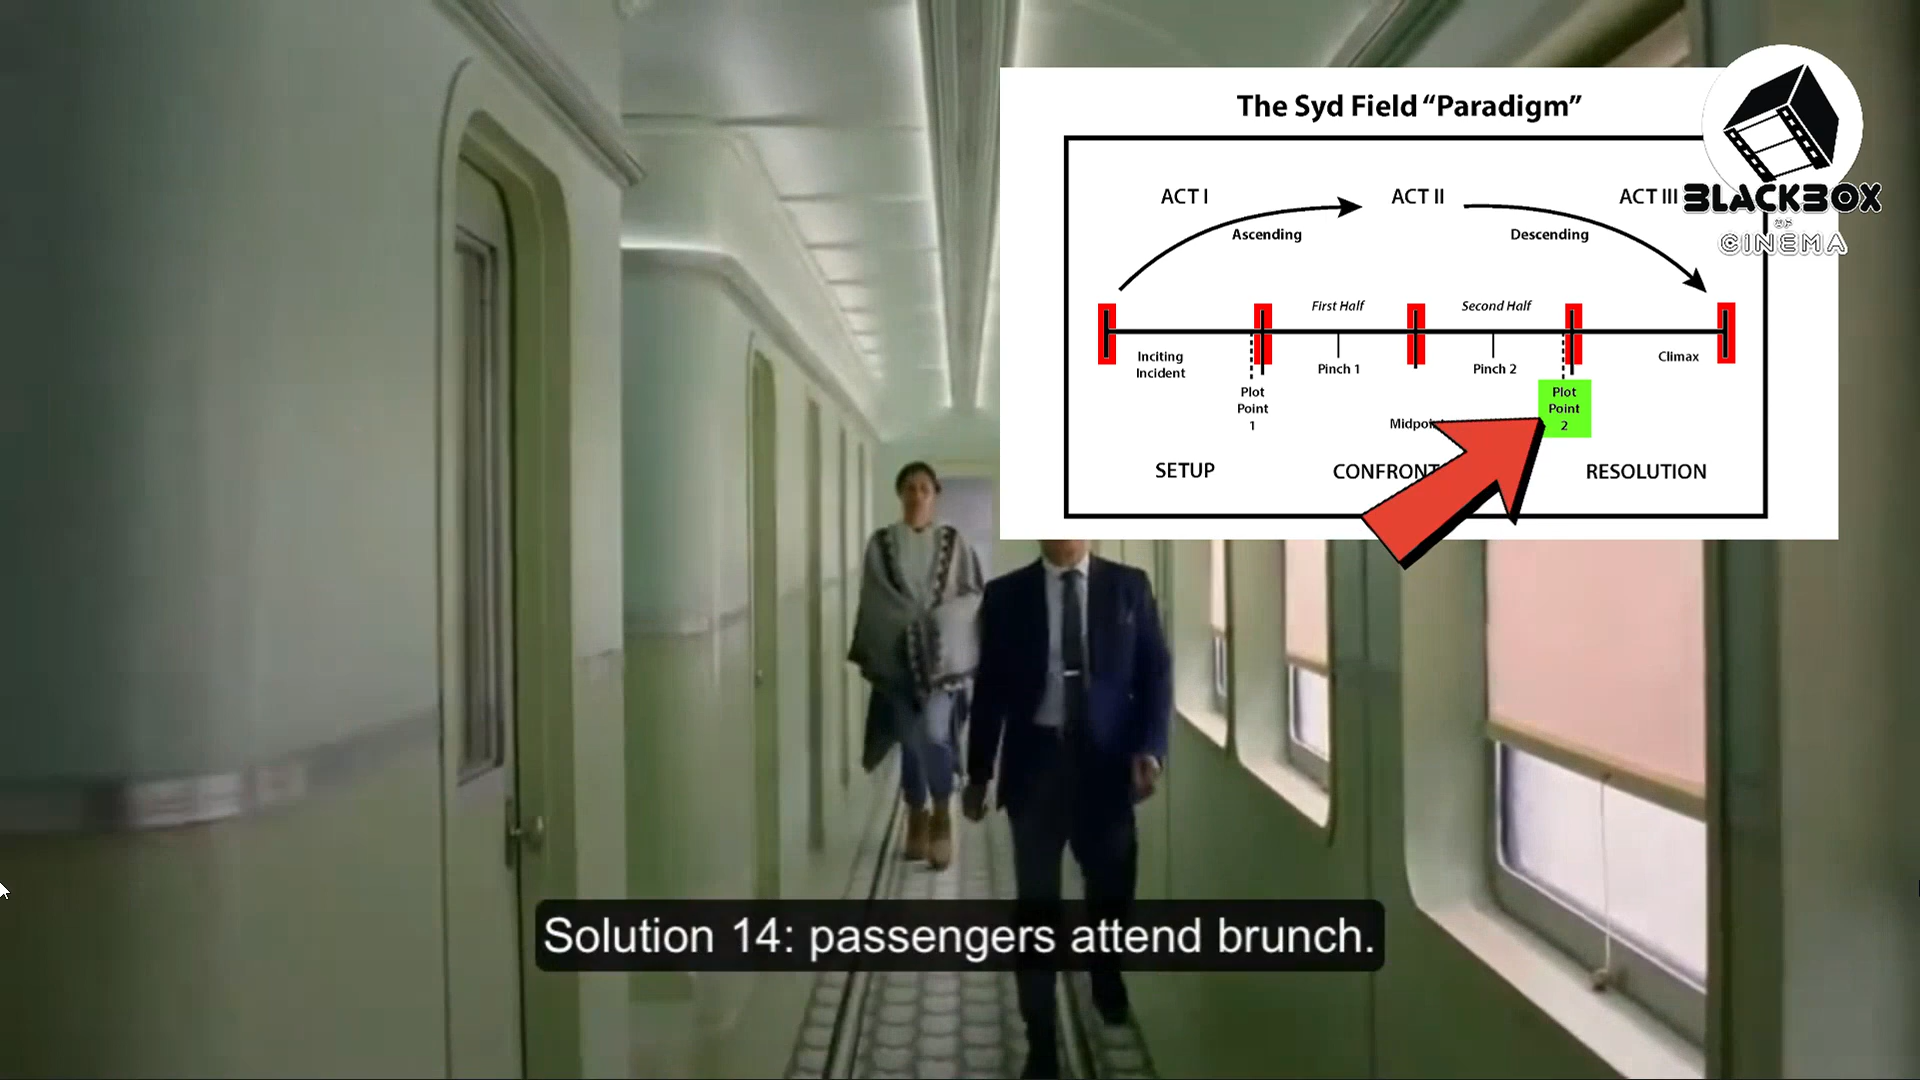 The Syd Field “Paradigm”
ACT I
ACT II
ACT III
Ascending
Descending
First Half
Second Half
Inciting
Incident
Pinch 1
Pinch 2
Climax
Plot
Point
1
Plot
Point
2
SETUP
RESOLUTION
BLACKBOX
OF
CINEMA
Solution 14: passengers attend brunch.